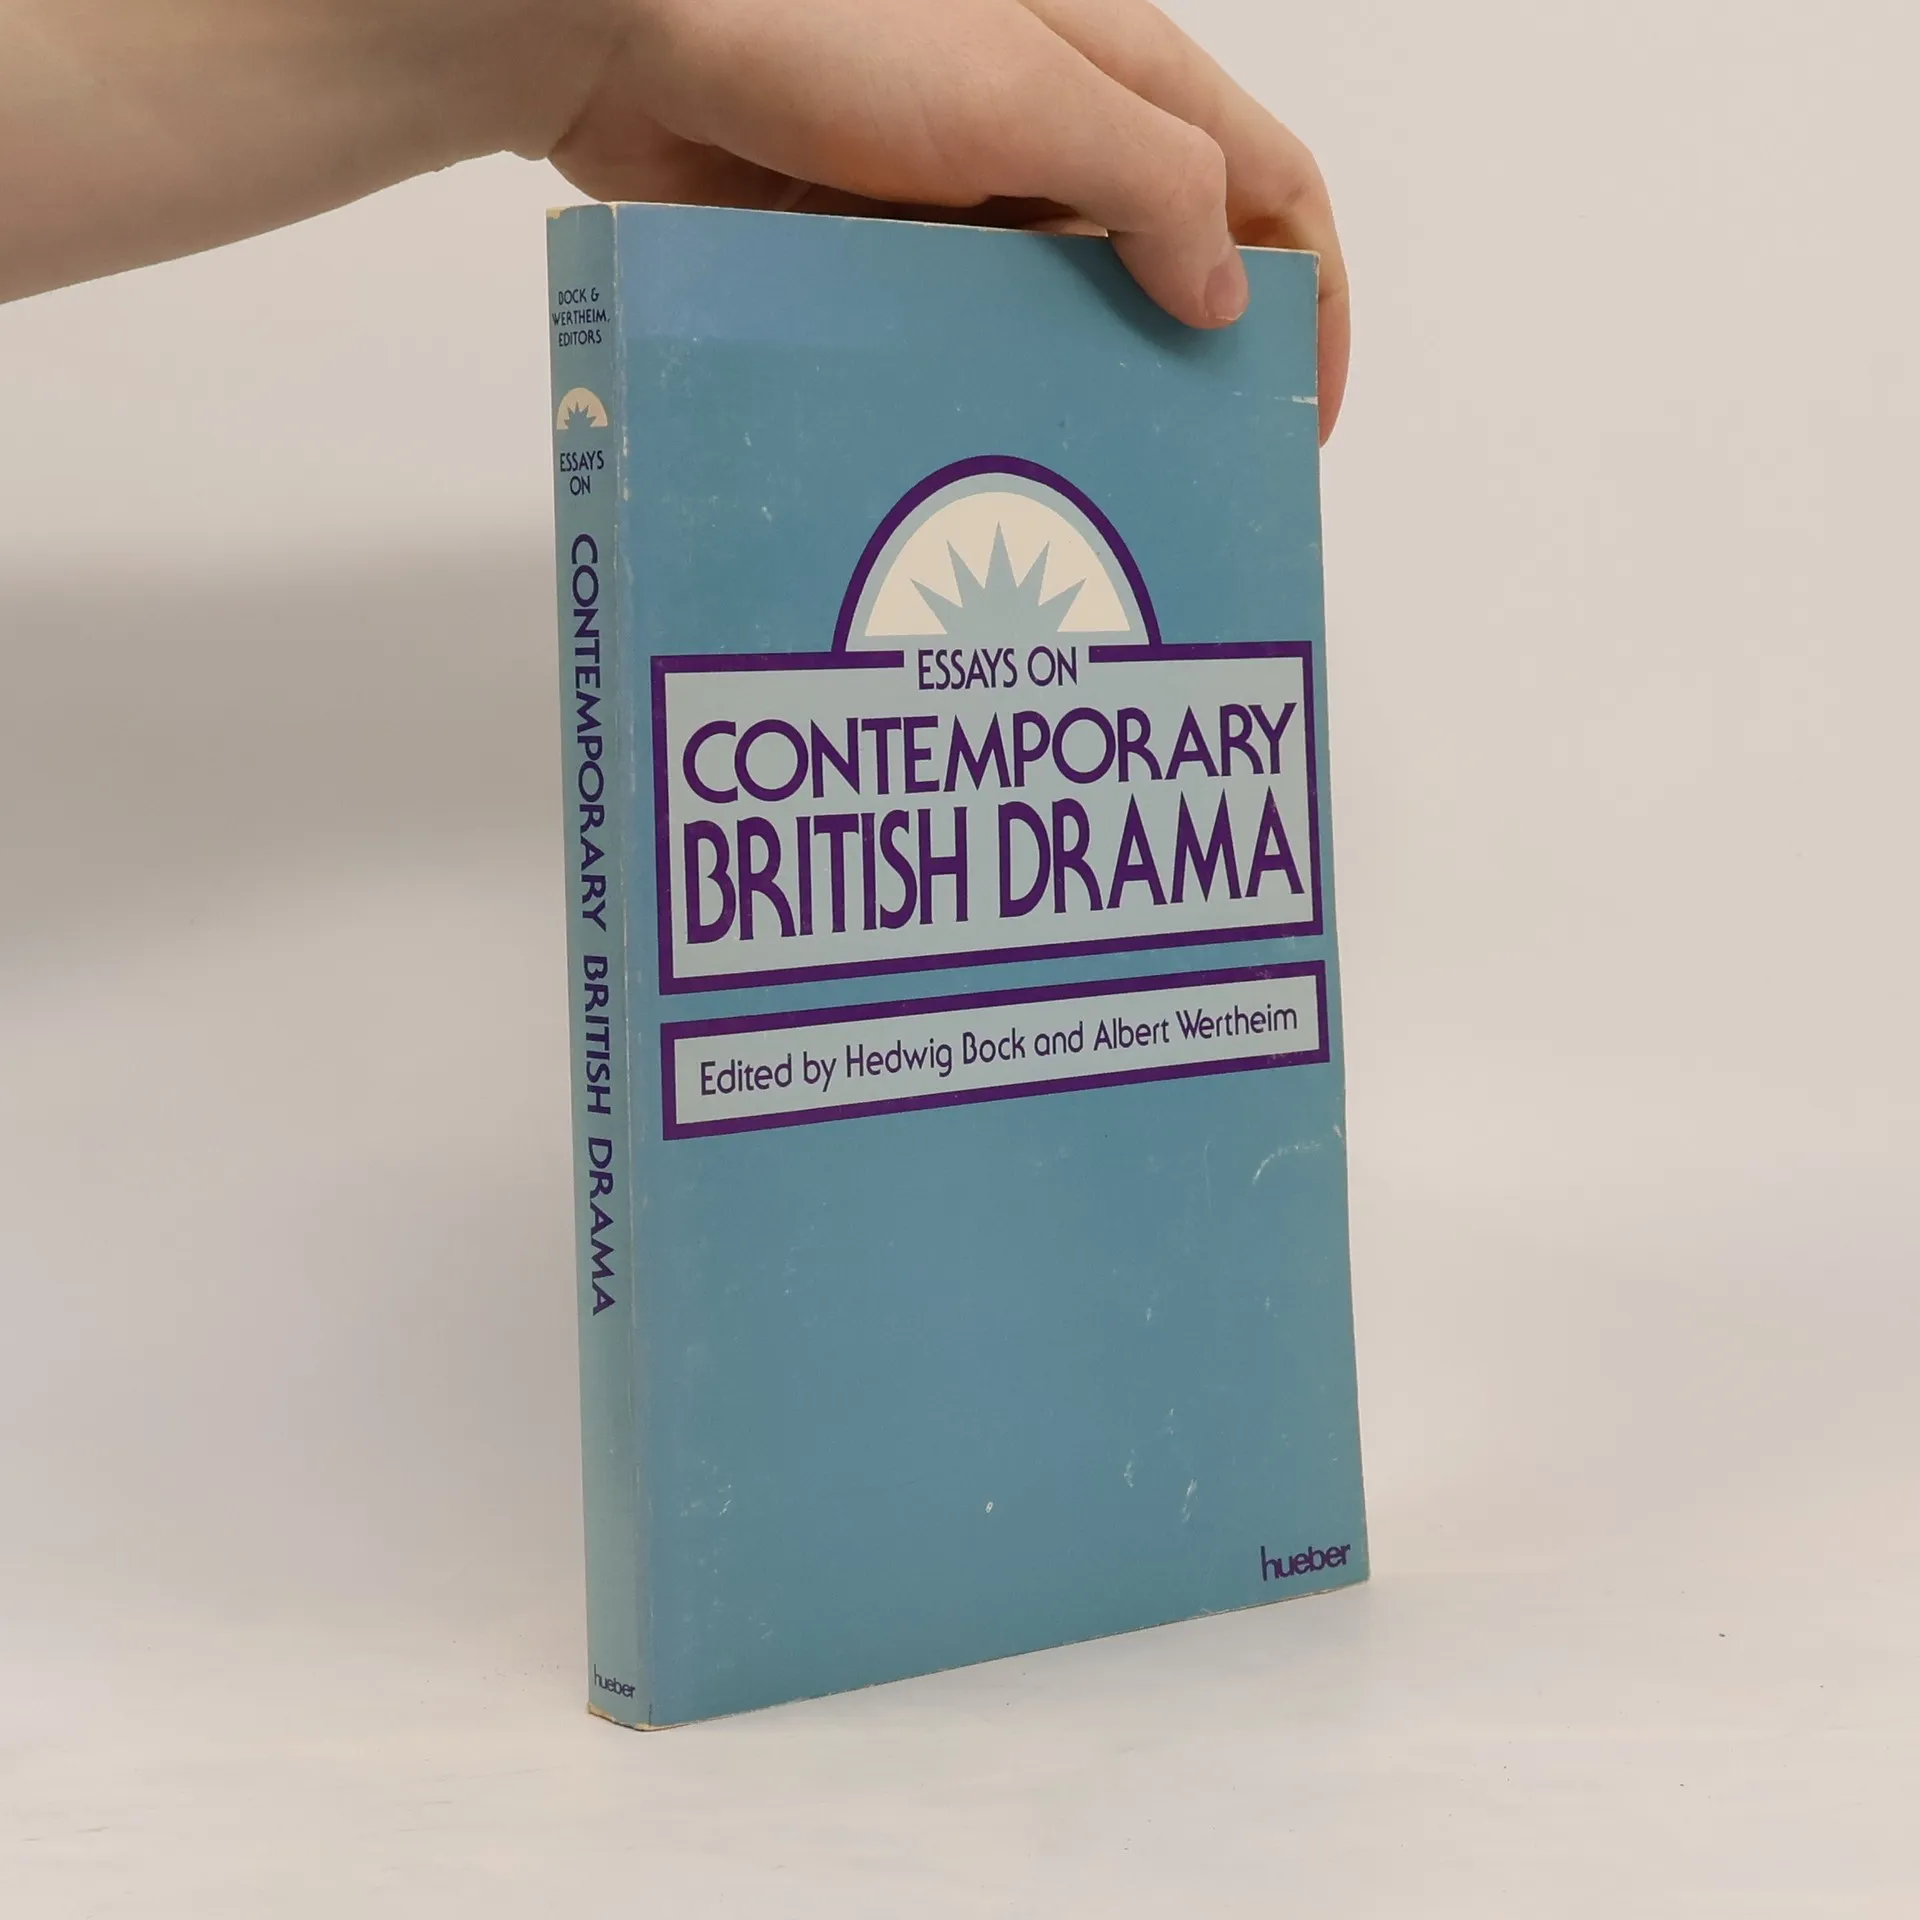 BOCK &
WERTHEIM,
EDITORS
ESSAYS
ON
CONTEMPORARY BRITISH DRAMA
hueber
ESSAYS ON
CONTEMPORARY
BRITISH DRAMA
Edited by Hedwig Bock and Albert Wertheim
hueber